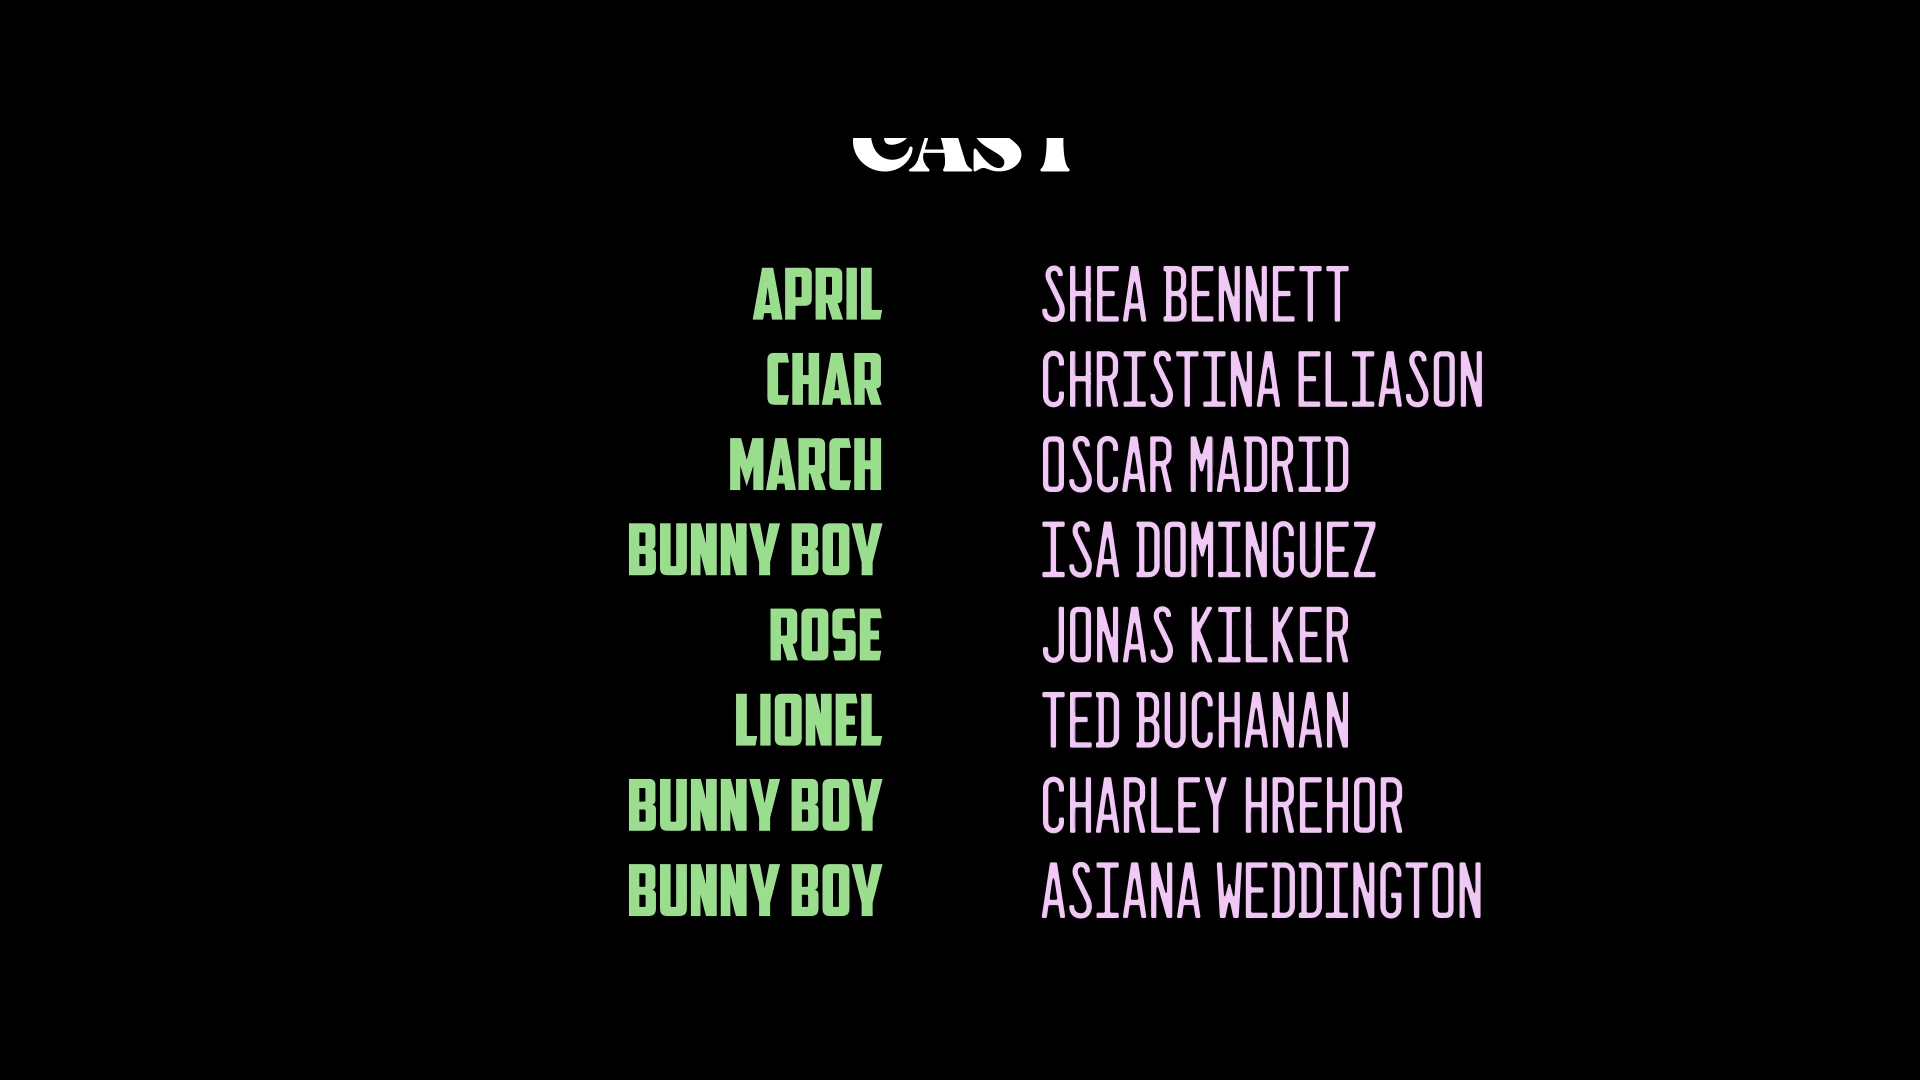 CAST
APRIL SHEA BENNETT
CHAR CHRISTINA ELIASON
MARCH OSCAR MADRID
BUNNY BOY ISA DOMINGUEZ
ROSE JONAS KILKER
LIONEL TED BUCHANAN
BUNNY BOY CHARLEY HREHOR
BUNNY BOY ASIANA WEDDINGTON